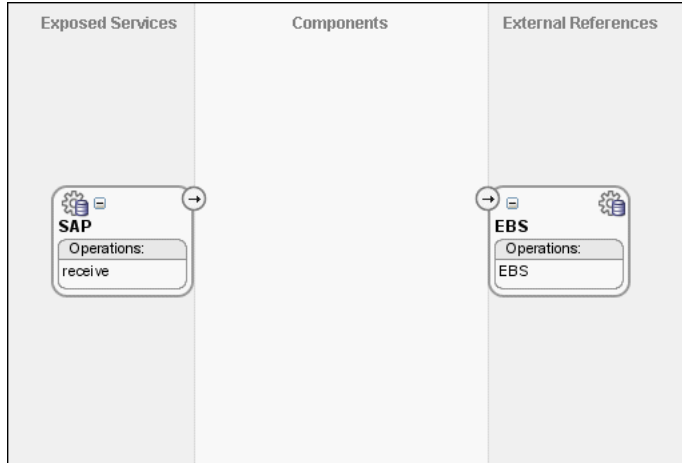 Exposed Services
Components
External References
SAP
Operations:
receive
EBS
Operations:
EBS